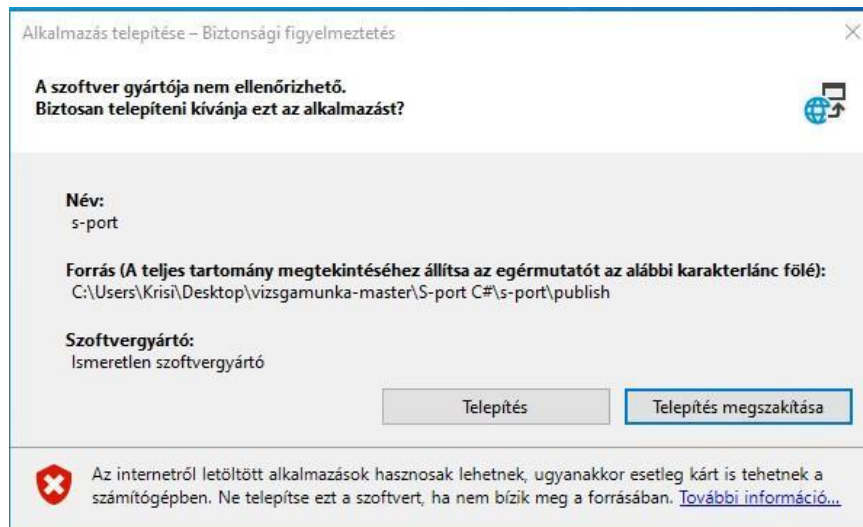 Alkalmazás telepítése – Biztonsági figyelmeztetés
A szoftver gyártója nem ellenőrizhető.
Biztosan telepíteni kívánja ezt az alkalmazást?
Név:
s-port
Forrás (A teljes tartomány megtekintéséhez állítsa az egérmutatót az alábbi karakterlánc fölé):
C:\Users\Krisi\Desktop\vizsgamunka-master\S-port C#\s-port\publish
Szoftvergyártó:
Ismeretlen szoftvergyártó
Telepítés
Telepítés megszakítása
Az internetről letöltött alkalmazások hasznosak lehetnek, ugyanakkor esetleg kárt is tehetnek a
számítógépben. Ne telepítse ezt a szoftvert, ha nem bízik meg a forrásában. További információ...